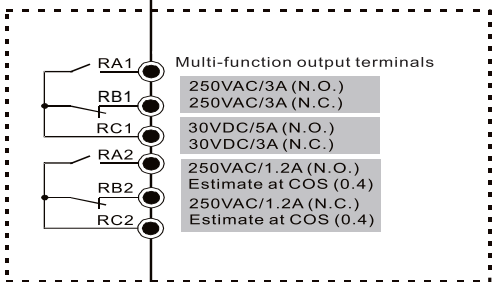 RA1
Multi-function output terminals
250VAC/3A (N.O.)
RB1
250VAC/3A (N.C.)
RC1
30VDC/5A (N.O.)
30VDC/3A (N.C.)
RA2
250VAC/1.2A (N.O.)
Estimate at COS (0.4)
RB2
250VAC/1.2A (N.C.)
RC2
Estimate at COS (0.4)